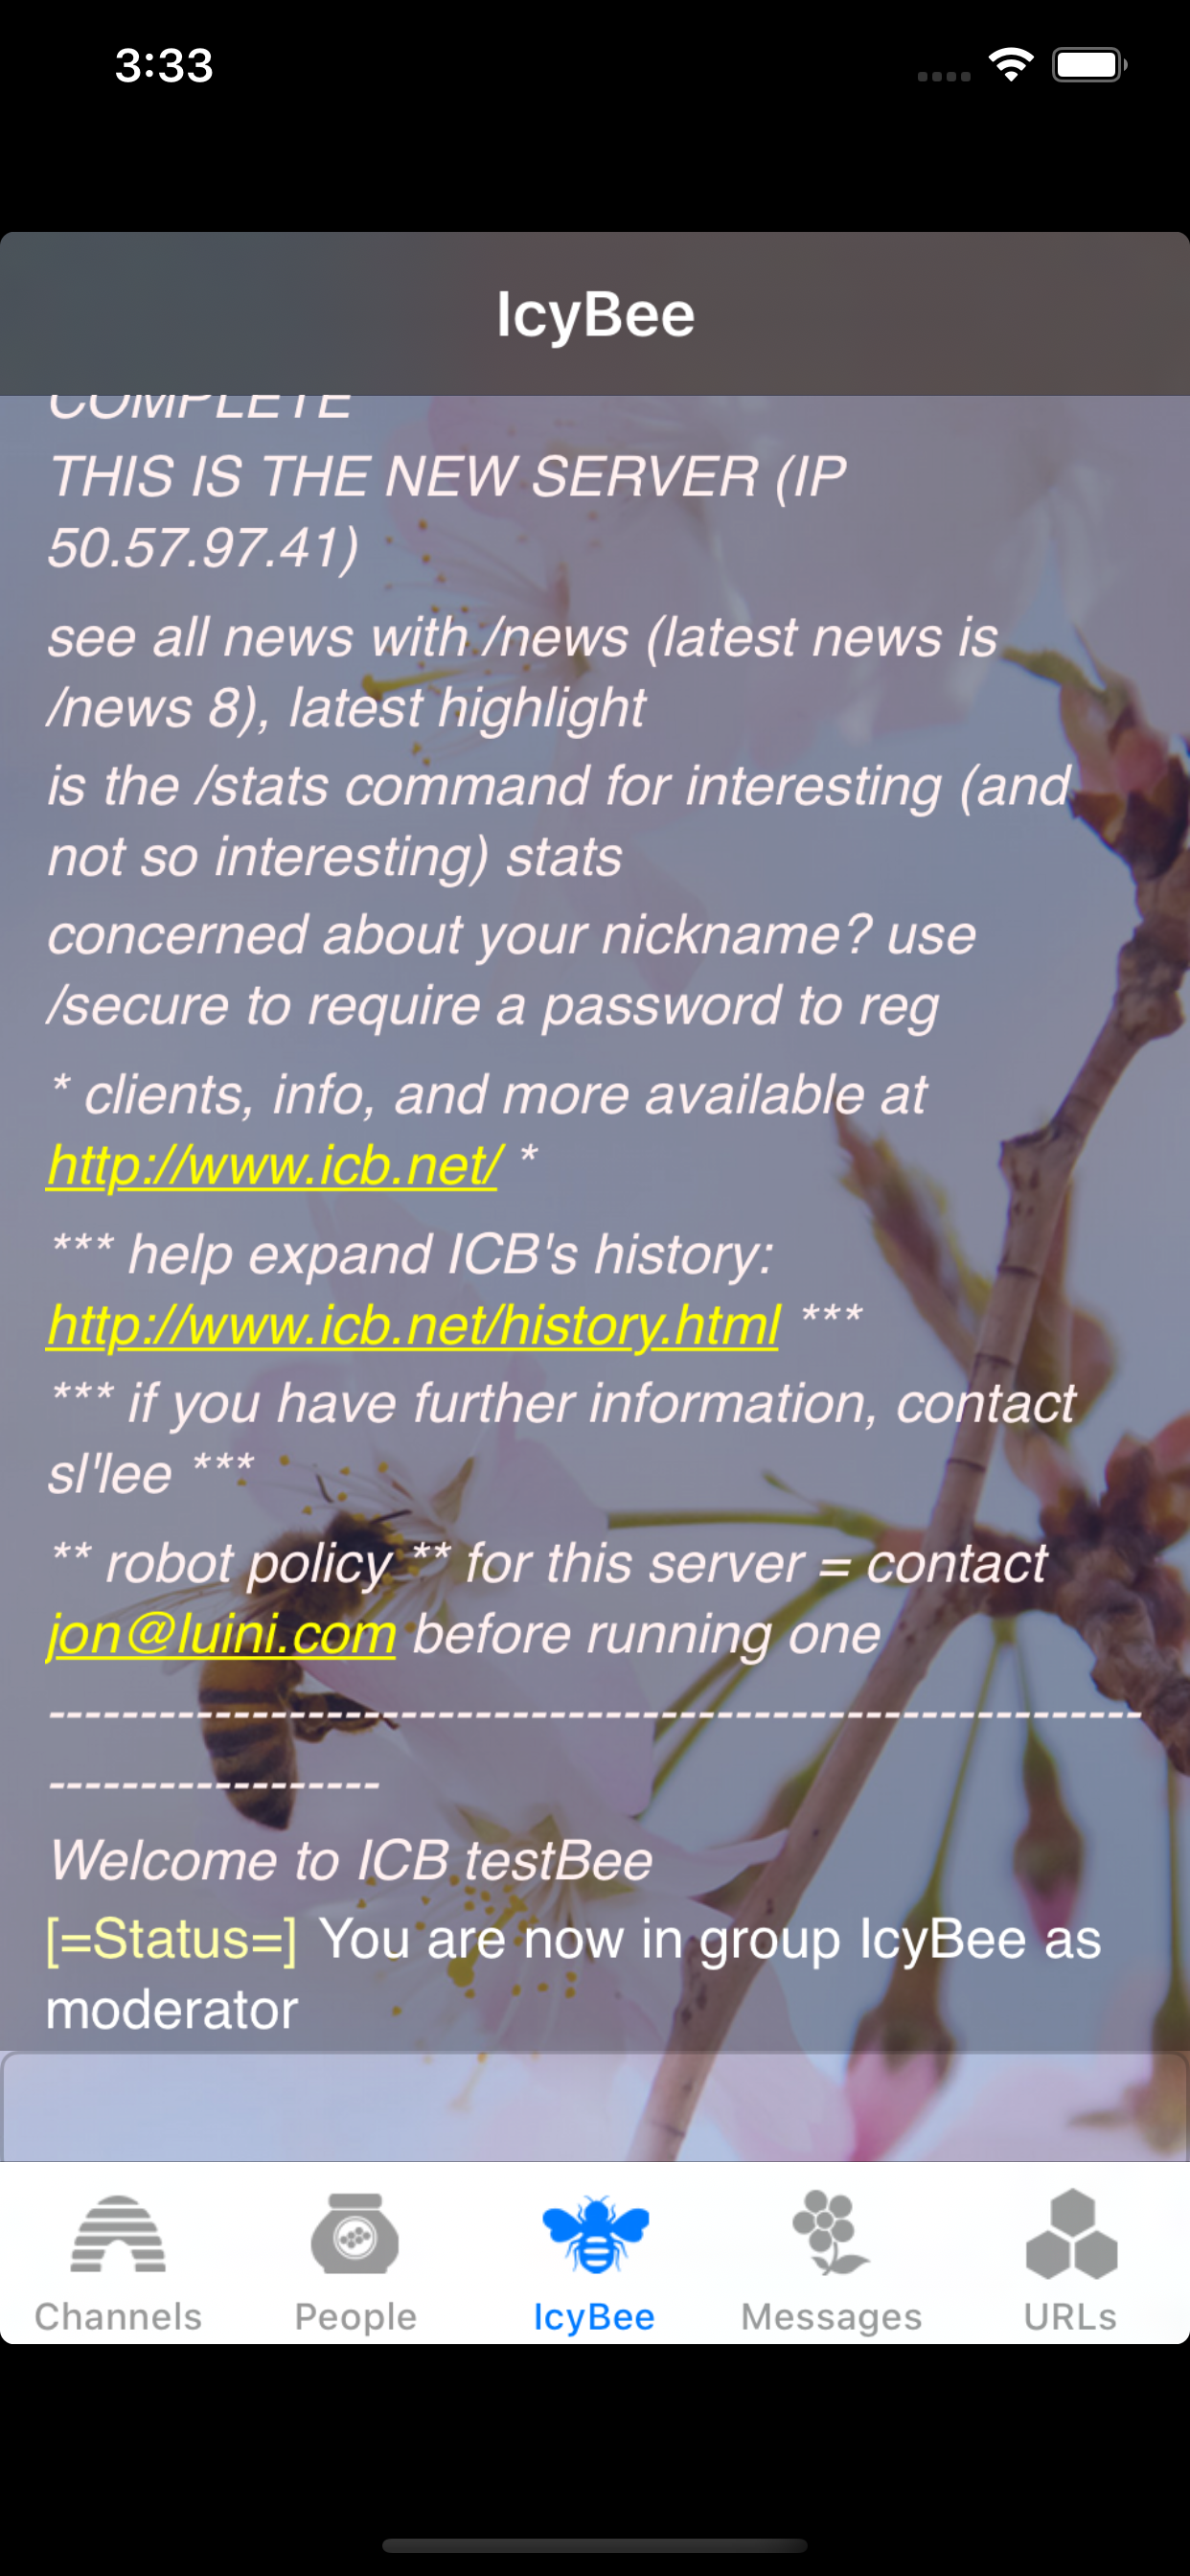 3:33
IcyBee
COMPLETE
THIS IS THE NEW SERVER (IP
50.57.97.41)
see all news with /news (latest news is
/news 8), latest highlight
is the /stats command for interesting (and
not so interesting) stats
concerned about your nickname? use
/secure to require a password to reg
* clients, info, and more available at
http://www.icb.net/ *
*** help expand ICB's history:
http://www.icb.net/history.html ***
*** if you have further information, contact
sl'lee ***
** robot policy ** for this server = contact
jon@luini.com before running one
-----------------------------------------------------------
------------------
Welcome to ICB testBee
[=Status=] You are now in group IcyBee as
moderator
Channels People IcyBee Messages URLs